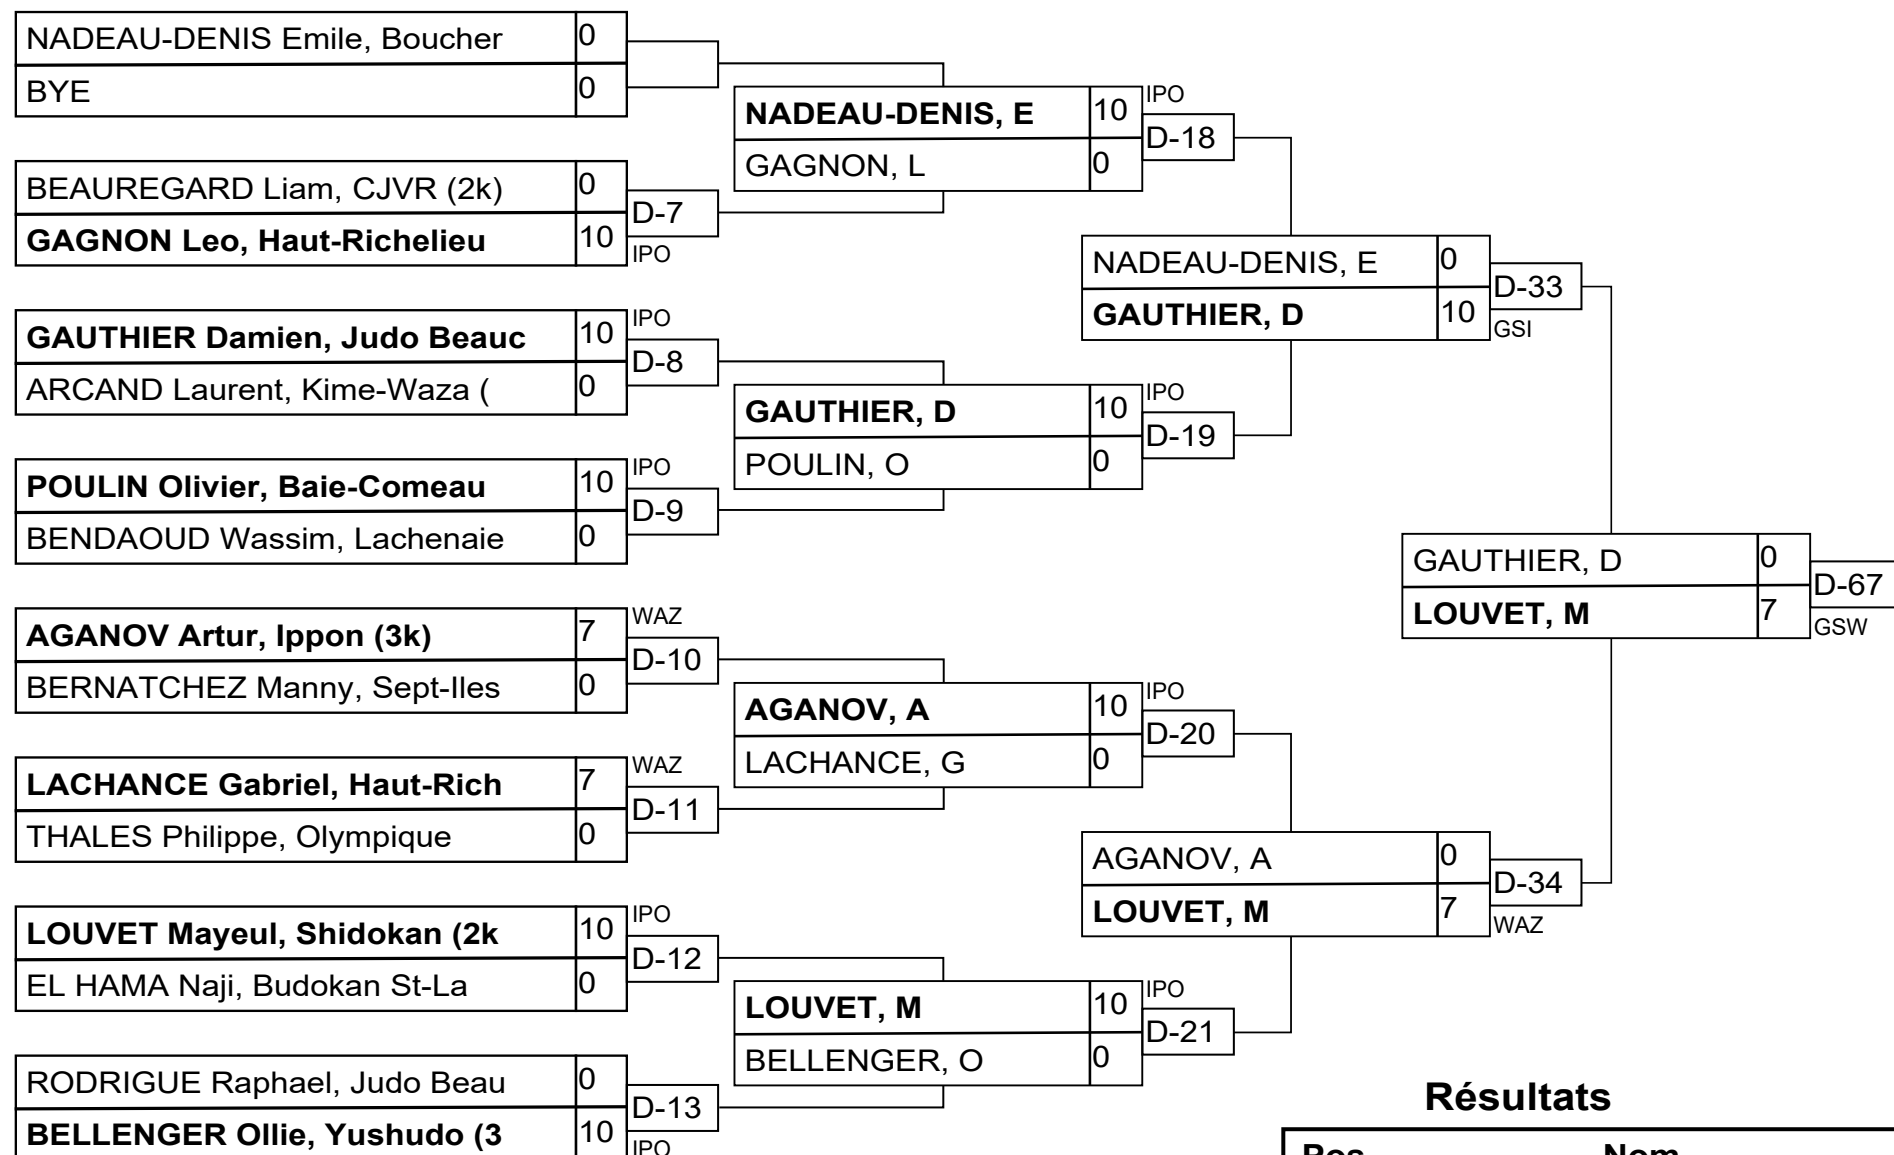 NADEAU-DENIS Emile, Boucher 0
BYE 0
BEAUREGARD Liam, CJVR (2k) 0
D-7
GAGNON Leo, Haut-Richelieu 10
IPO
GAUTHIER Damien, Judo Beauc 10
IPO
D-8
ARCAND Laurent, Kime-Waza ( 0
POULIN Olivier, Baie-Comeau 10
IPO
D-9
BENDAOUD Wassim, Lachenaie 0
AGANOV Artur, Ippon (3k) 7
WAZ
D-10
BERNATCHEZ Manny, Sept-Iles 0
LACHANCE Gabriel, Haut-Rich 7
WAZ
D-11
THALES Philippe, Olympique 0
LOUVET Mayeul, Shidokan (2k 10
IPO
D-12
EL HAMA Naji, Budokan St-La 0
RODRIGUE Raphael, Judo Beau 0
D-13
BELLENGER Ollie, Yushudo (3 10
IPO
NADEAU-DENIS, E 10
IPO
D-18
GAGNON, L 0
GAUTHIER, D 10
IPO
D-19
POULIN, O 0
AGANOV, A 10
IPO
D-20
LACHANCE, G 0
LOUVET, M 10
IPO
D-21
BELLENGER, O 0
NADEAU-DENIS, E 0
D-33
GAUTHIER, D 10
GSI
AGANOV, A 0
D-34
LOUVET, M 7
WAZ
GAUTHIER, D 0
D-67
LOUVET, M 7
GSW
Résultats
Pos Nom